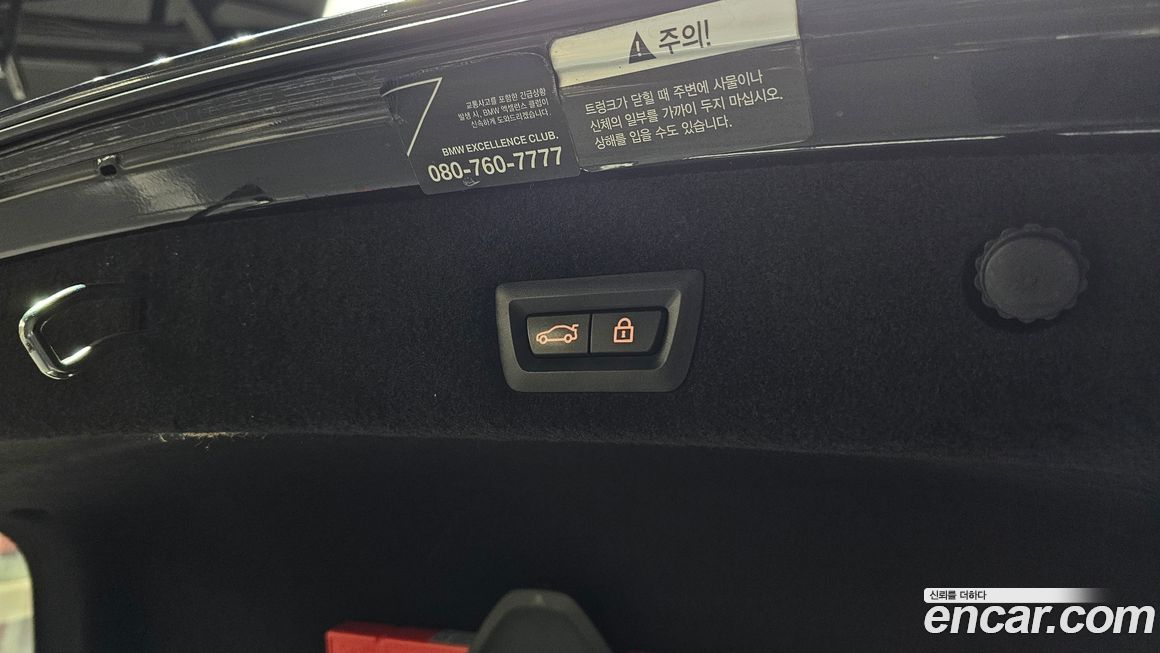 주의!
트렁크가 닫힐 때 주변에 사물이나
신체의 일부를 가까이 두지 마십시오.
상해를 입을 수도 있습니다.
교통사고를 포함한 긴급상황
발생 시, BMW 엑셀런스 클럽이
신속하게 도와드리겠습니다.
BMW EXCELLENCE CLUB.
080-760-7777
신뢰를 더하다
encar.com